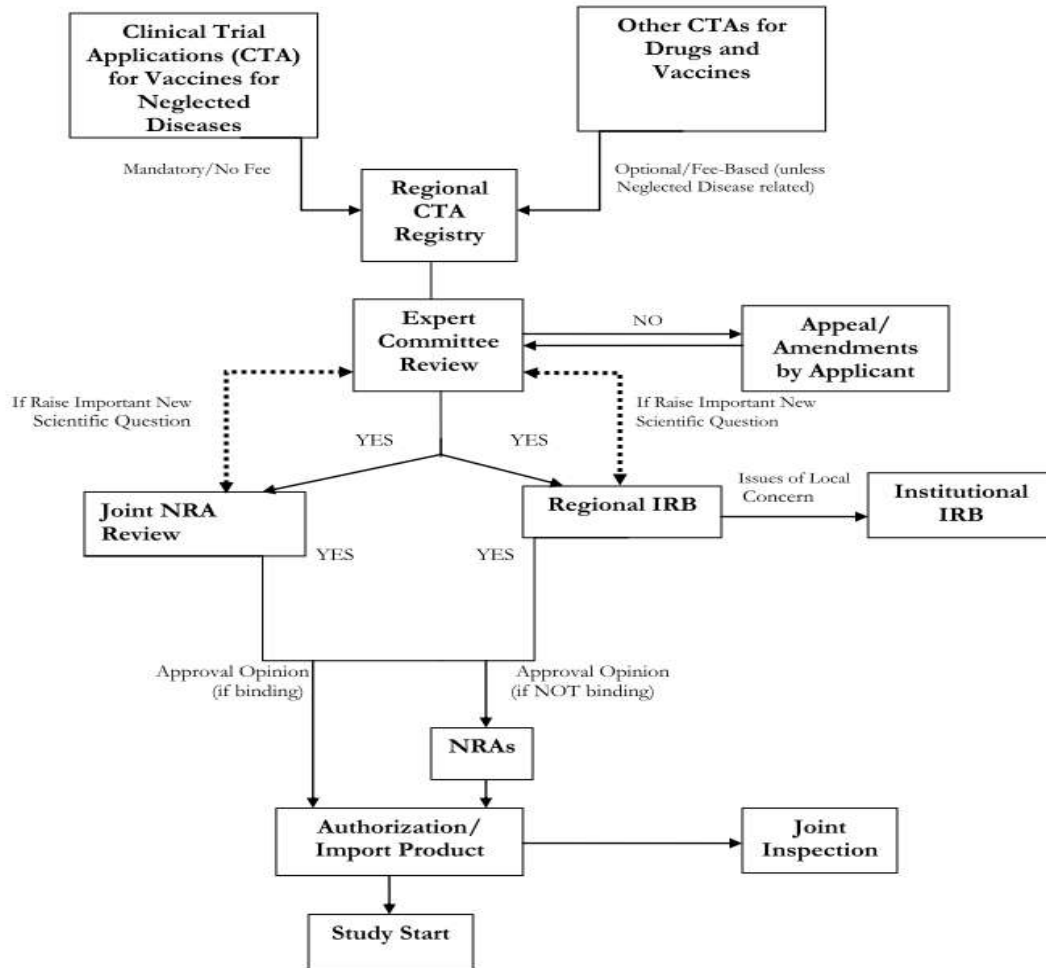 Clinical Trial
Applications (CTA)
for Vaccines for
Neglected
Diseases
Other CTAs for
Drugs and
Vaccines
Mandatory/No Fee
Optional/Fee-Based (unless
Neglected Disease related)
Regional
CTA
Registry
Expert
Committee
Review
NO
Appeal/
Amendments
by Applicant
If Raise Important New
Scientific Question
If Raise Important New
Scientific Question
YES
YES
Joint NRA
Review
Regional IRB
Issues of Local
Concern
Institutional
IRB
YES
YES
Approval Opinion
(if binding)
Approval Opinion
(if NOT binding)
NRAs
Authorization/
Import Product
Joint
Inspection
Study Start